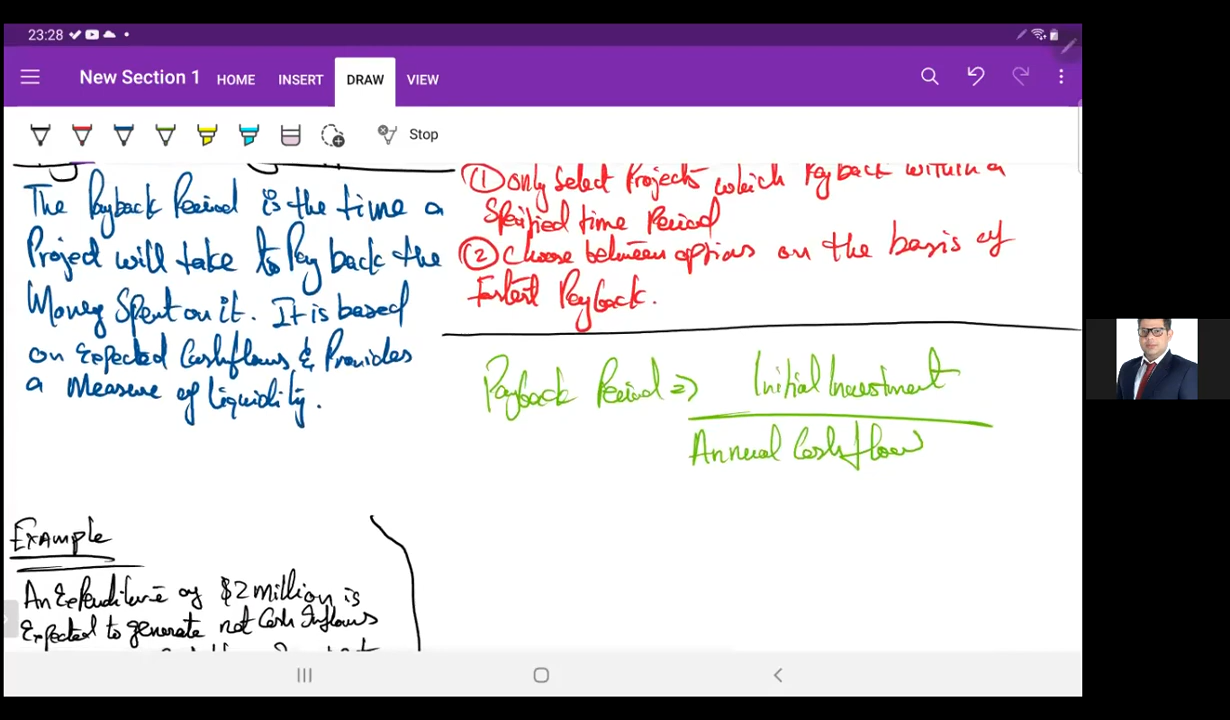 23:28
New Section 1 HOME INSERT DRAW VIEW
Stop
The Payback Period is the time a
Project will take to Pay back the
Money Spent on it. It is based
on Expected Cashflows & Provides
a Measure of liquidity.
① only Select Projects which Payback within a
Specified time Period
② Choose between options on the basis of
Fastest Payback.
Payback Period => Initial Investment
Annual Cashflow
Example
An Expenditure of $2 million is
Expected to generate net Cash Inflows